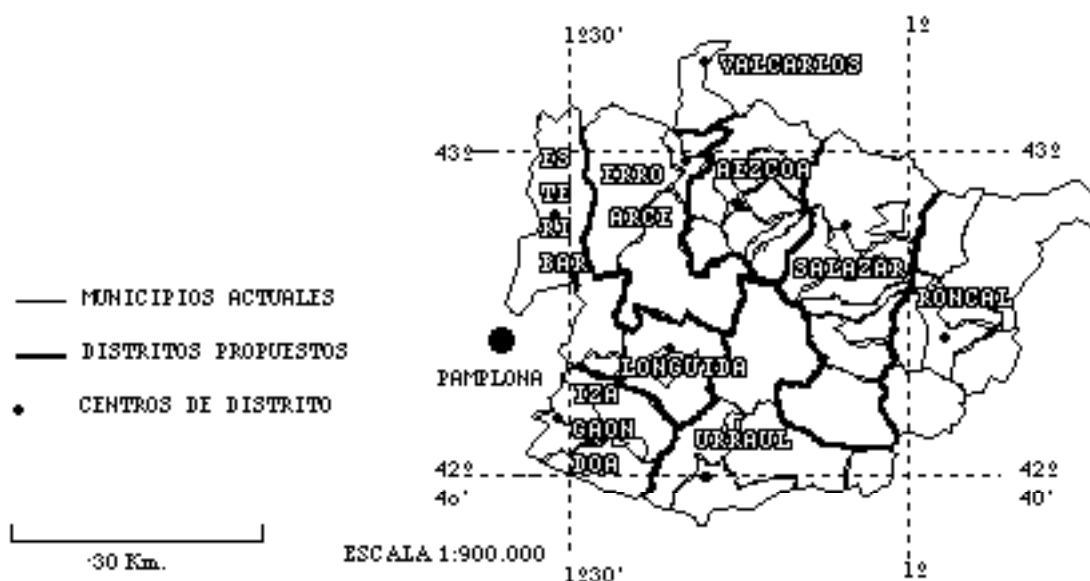 1º30'
1º
VALCARLOS
43º
43º
ES
TE
RI
BAR
ERRO
ARCE
AEZCOA
SALAZAR
RONCAL
MUNICIPIOS ACTUALES
DISTRITOS PROPUESTOS
CENTROS DE DISTRITO
PAMPLONA
LONGUIDA
IZA
GAON
DOA
URRAUL
42º
4o'
42º
40'
30 Km.
ESCALA 1:900.000
1º30'
1º